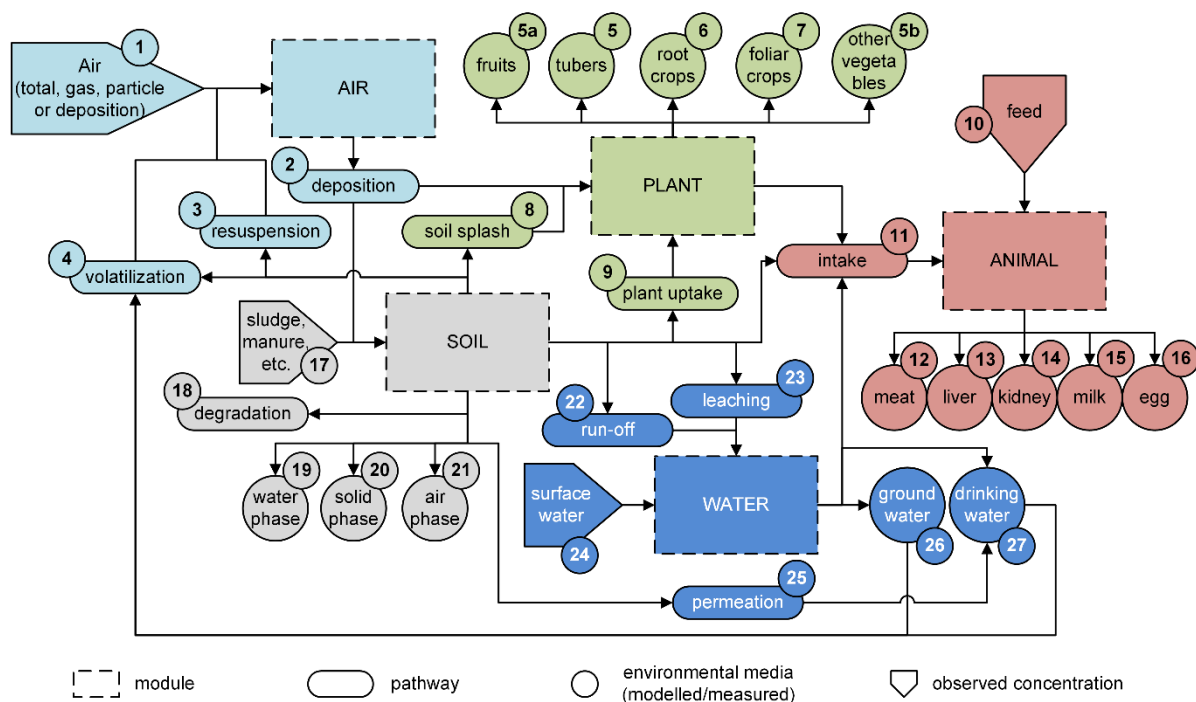 1
Air
(total, gas, particle
or deposition)
AIR
5a
fruits
5
tubers
6
root
crops
7
foliar
crops
5b
other
vegeta
bles
10
feed
2
deposition
PLANT
3
resuspension
8
soil splash
4
volatilization
9
plant uptake
11
intake
ANIMAL
sludge,
manure,
etc.
17
SOIL
12
meat
13
liver
14
kidney
15
milk
16
egg
18
degradation
22
run-off
23
leaching
19
water
phase
20
solid
phase
21
air
phase
surface
water
24
WATER
ground
water
26
drinking
water
27
25
permeation
module
pathway
environmental media
(modelled/measured)
observed concentration